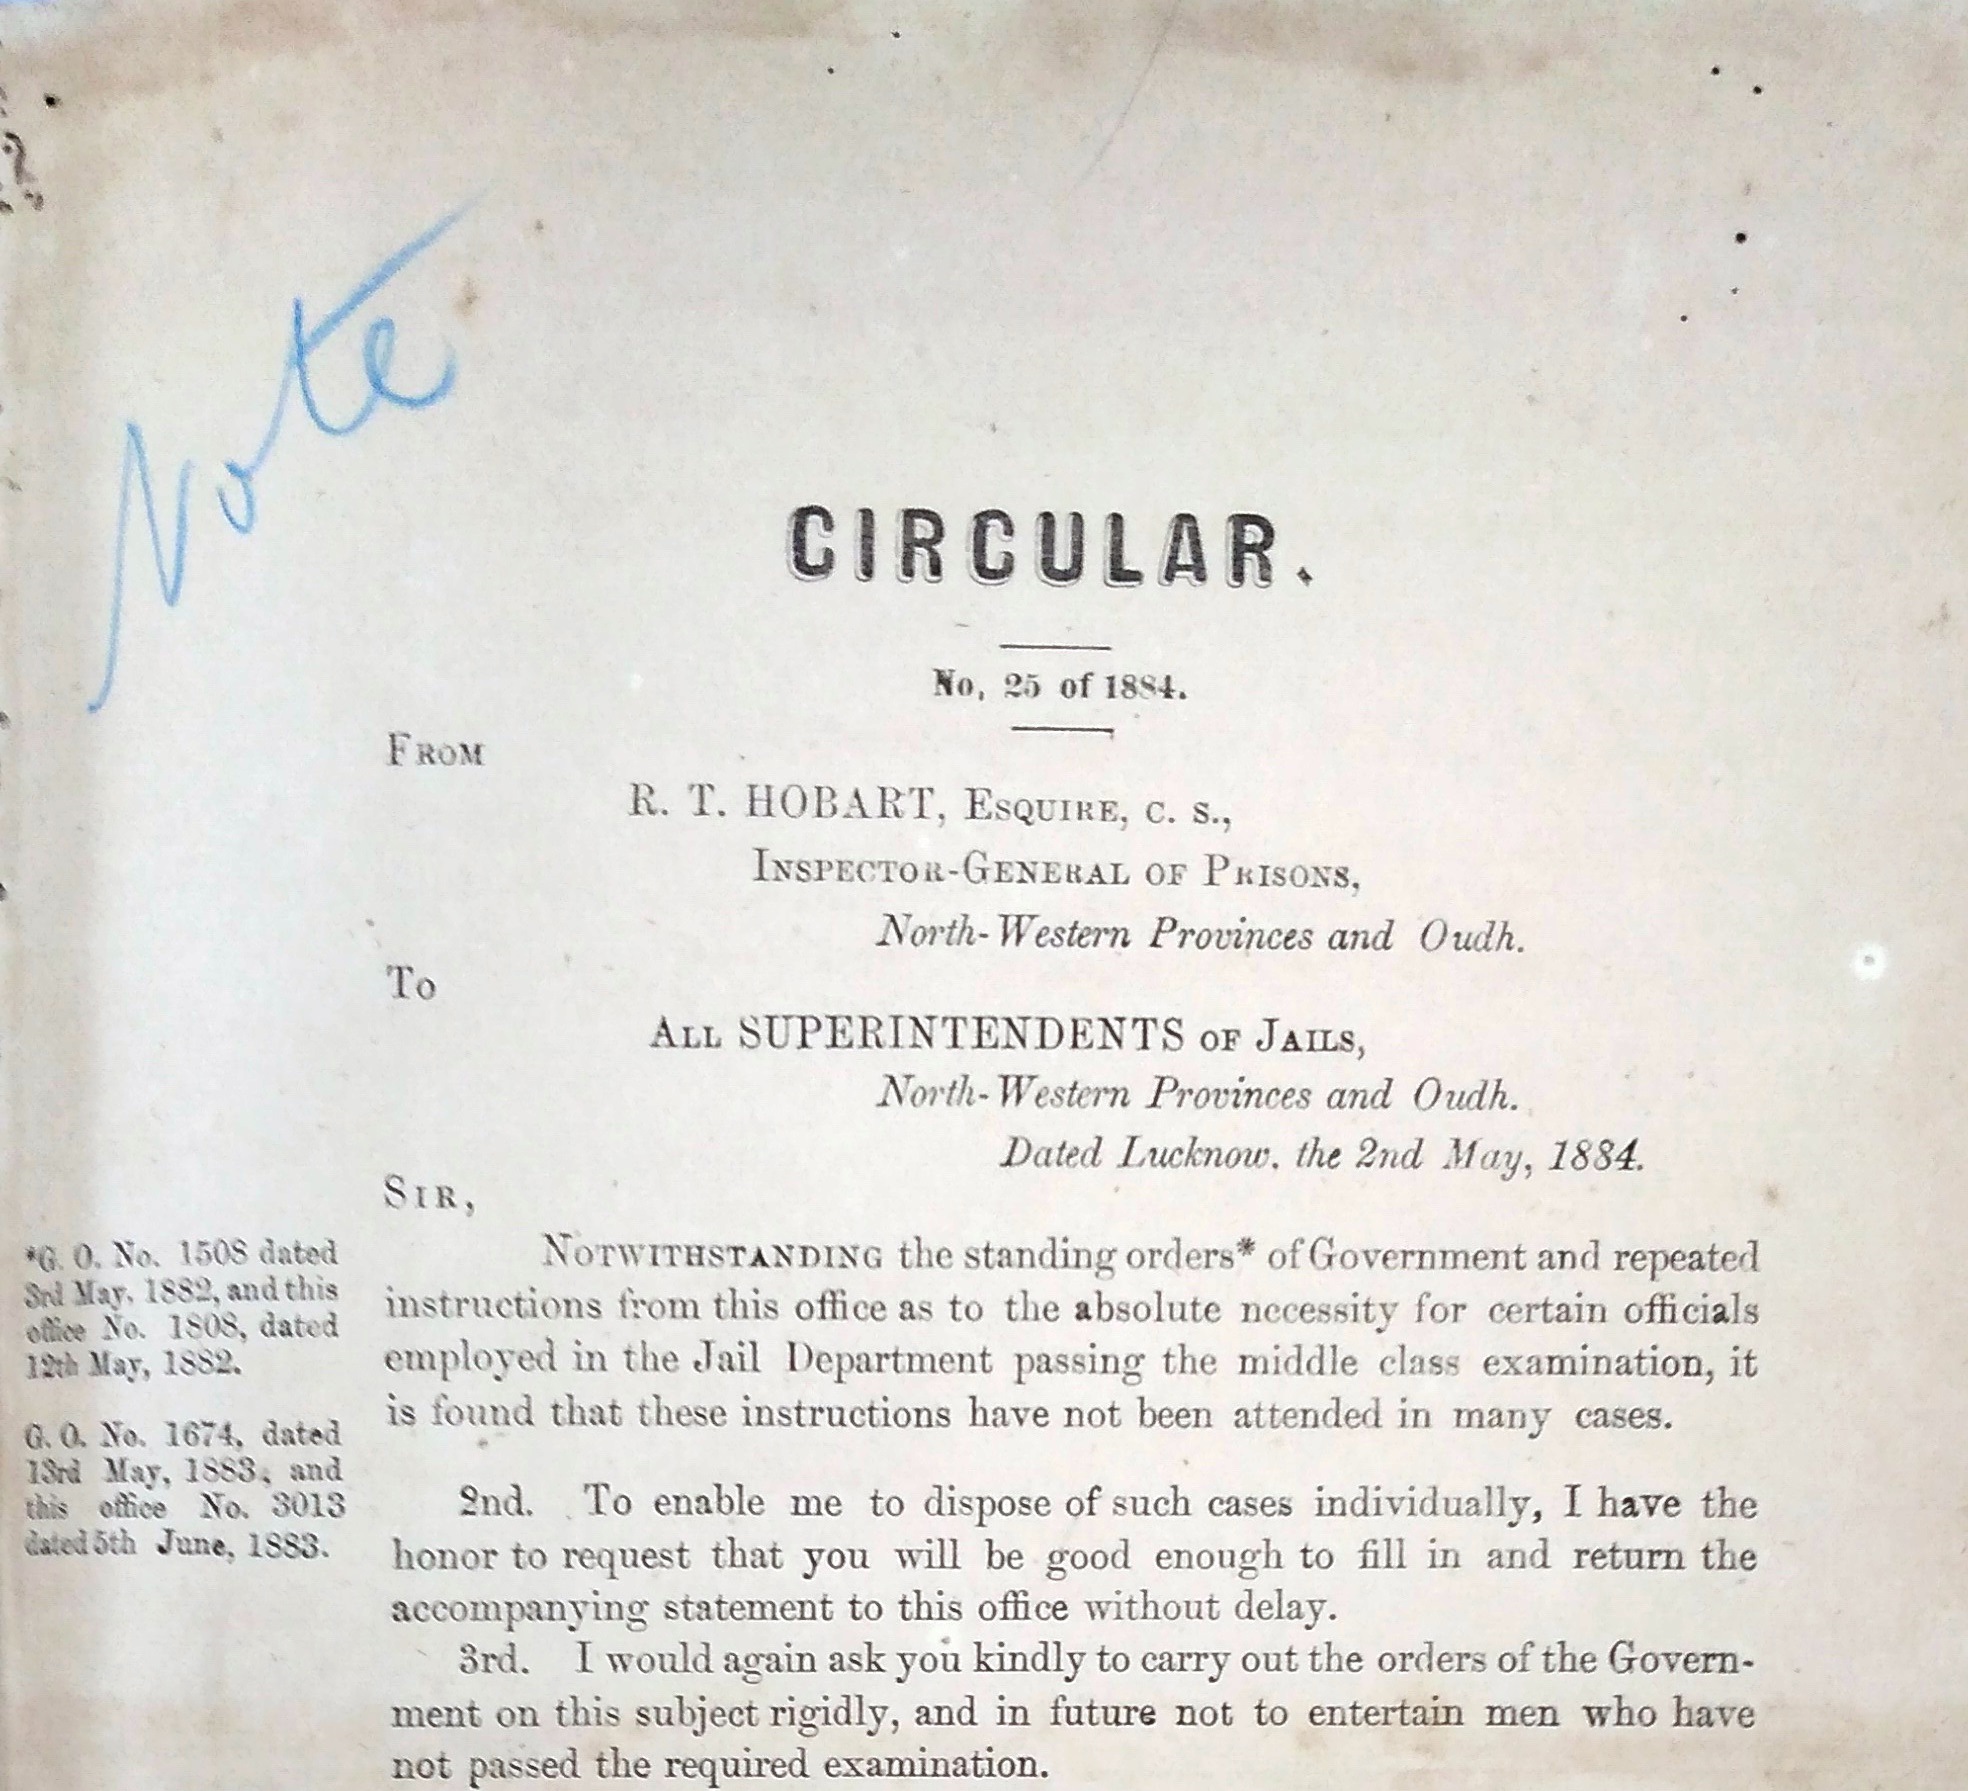 Note
CIRCULAR.
No, 25 of 1884.
FROM
R. T. HOBART, ESQUIRE, C. S.,
INSPECTOR-GENERAL OF PRISONS,
North-Western Provinces and Oudh.
To
ALL SUPERINTENDENTS OF JAILS,
North-Western Provinces and Oudh.
Dated Lucknow. the 2nd May, 1884.
SIR,
*G. O. No. 1508 dated
3rd May, 1882, and this
office No. 1808, dated
12th May, 1882.
G. O. No. 1674, dated
13rd May, 1883, and
this office No. 3013
dated 5th June, 1883.
NOTWITHSTANDING the standing orders* of Government and repeated
instructions from this office as to the absolute necessity for certain officials
employed in the Jail Department passing the middle class examination, it
is found that these instructions have not been attended in many cases.
2nd. To enable me to dispose of such cases individually, I have the
honor to request that you will be good enough to fill in and return the
accompanying statement to this office without delay.
3rd. I would again ask you kindly to carry out the orders of the Govern-
ment on this subject rigidly, and in future not to entertain men who have
not passed the required examination.